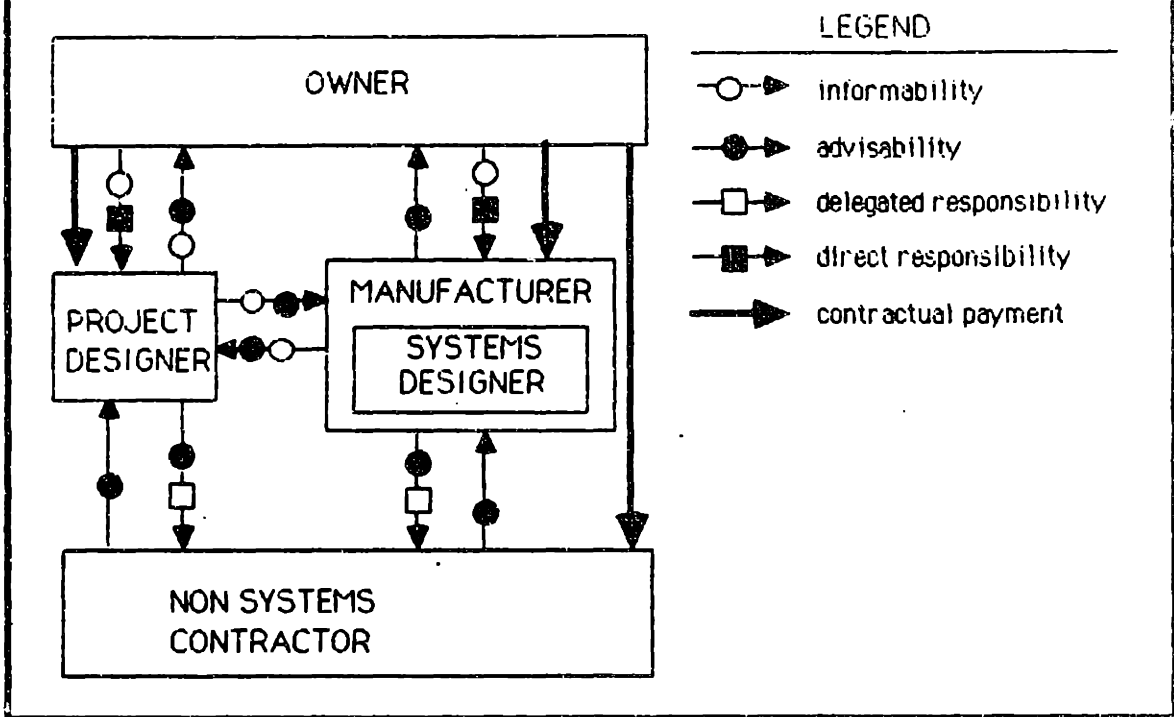 LEGEND
OWNER
informability
advisability
delegated responsibility
direct responsibility
contractual payment
PROJECT
DESIGNER
MANUFACTURER
SYSTEMS
DESIGNER
NON SYSTEMS
CONTRACTOR